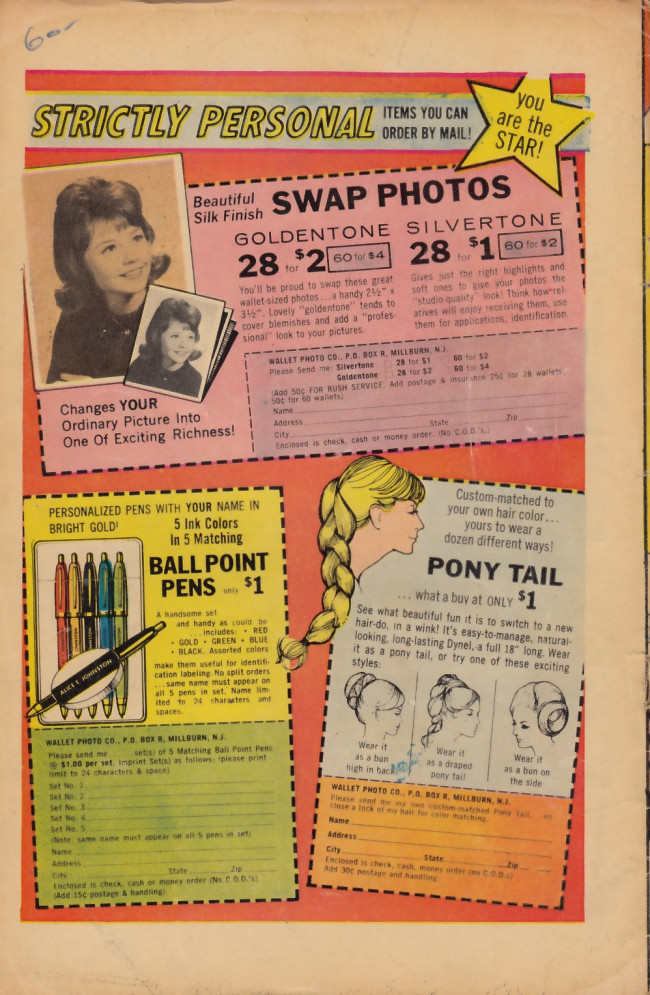 60-
STRICTLY PERSONAL
ITEMS YOU CAN
ORDER BY MAIL!
you
are the
STAR!
Beautiful
Silk Finish
SWAP PHOTOS
GOLDENTONE
28 for $2 60 for $4
You'll be proud to swap these great
wallet-sized photos...a handy 2½" x
3½". Lovely "goldentone" tends to
cover blemishes and add a "profes-
sional" look to your pictures.
SILVERTONE
28 for $1 60 for $2
Gives just the right highlights and
soft ones to give your photos the
"studio-quality" look! Think how rel-
atives will enjoy receiving them, use
them for applications, identification.
Changes YOUR
Ordinary Picture Into
One Of Exciting Richness!
WALLET PHOTO CO., P.O. BOX R, MILLBURN, N.J.
Please Send me: Silvertone 28 for $1 60 for $2
Goldentone 28 for $2 60 for $4
(Add 50¢ FOR RUSH SERVICE. Add postage & insurance 25¢ for 28 wallets
50¢ for 60 wallets)
Name
Address
City State Zip
Enclosed is check, cash or money order. (No C.O.D.'s.)
PERSONALIZED PENS WITH YOUR NAME IN
BRIGHT GOLD!
5 Ink Colors
In 5 Matching
BALL POINT
PENS only $1
A handsome set
and handy as could be
...includes: • RED
• GOLD • GREEN • BLUE
• BLACK. Assorted colors
make them useful for identifi-
cation labeling. No split orders
...same name must appear on
all 5 pens in set. Name lim-
ited to 24 characters and
spaces.
ALICE T. JOHNSTON
WALLET PHOTO CO., P.O. BOX R, MILLBURN, N.J.
Please send me set(s) of 5 Matching Ball Point Pens
@ $1.00 per set. Imprint Set(s) as follows: (please print
limit to 24 characters & space)
Set No. 1
Set No. 2
Set No. 3
Set No. 4
Set No. 5
(Note: same name must appear on all 5 pens in set)
Name
Address
City State Zip
Enclosed is check, cash or money order (No C.O.D.'s)
(Add 15¢ postage & handling)
Custom-matched to
your own hair color...
yours to wear a
dozen different ways!
PONY TAIL
...what a buy at ONLY $1
See what beautiful fun it is to switch to a new
hair-do, in a wink! It's easy-to-manage, natural-
looking, long-lasting Dynel, a full 18" long. Wear
it as a pony tail, or try one of these exciting
styles:
Wear it
as a bun
high in back
Wear it
as a draped
pony tail
Wear it
as a bun on
the side
WALLET PHOTO CO., P.O. BOX R, MILLBURN, N.J.
Please send me my own custom-matched Pony Tail. en
close a lock of my hair for color matching.
Name
Address
City State Zip
Enclosed is check, cash, money order (no C.O.D.s)
Add 30¢ postage and handling.